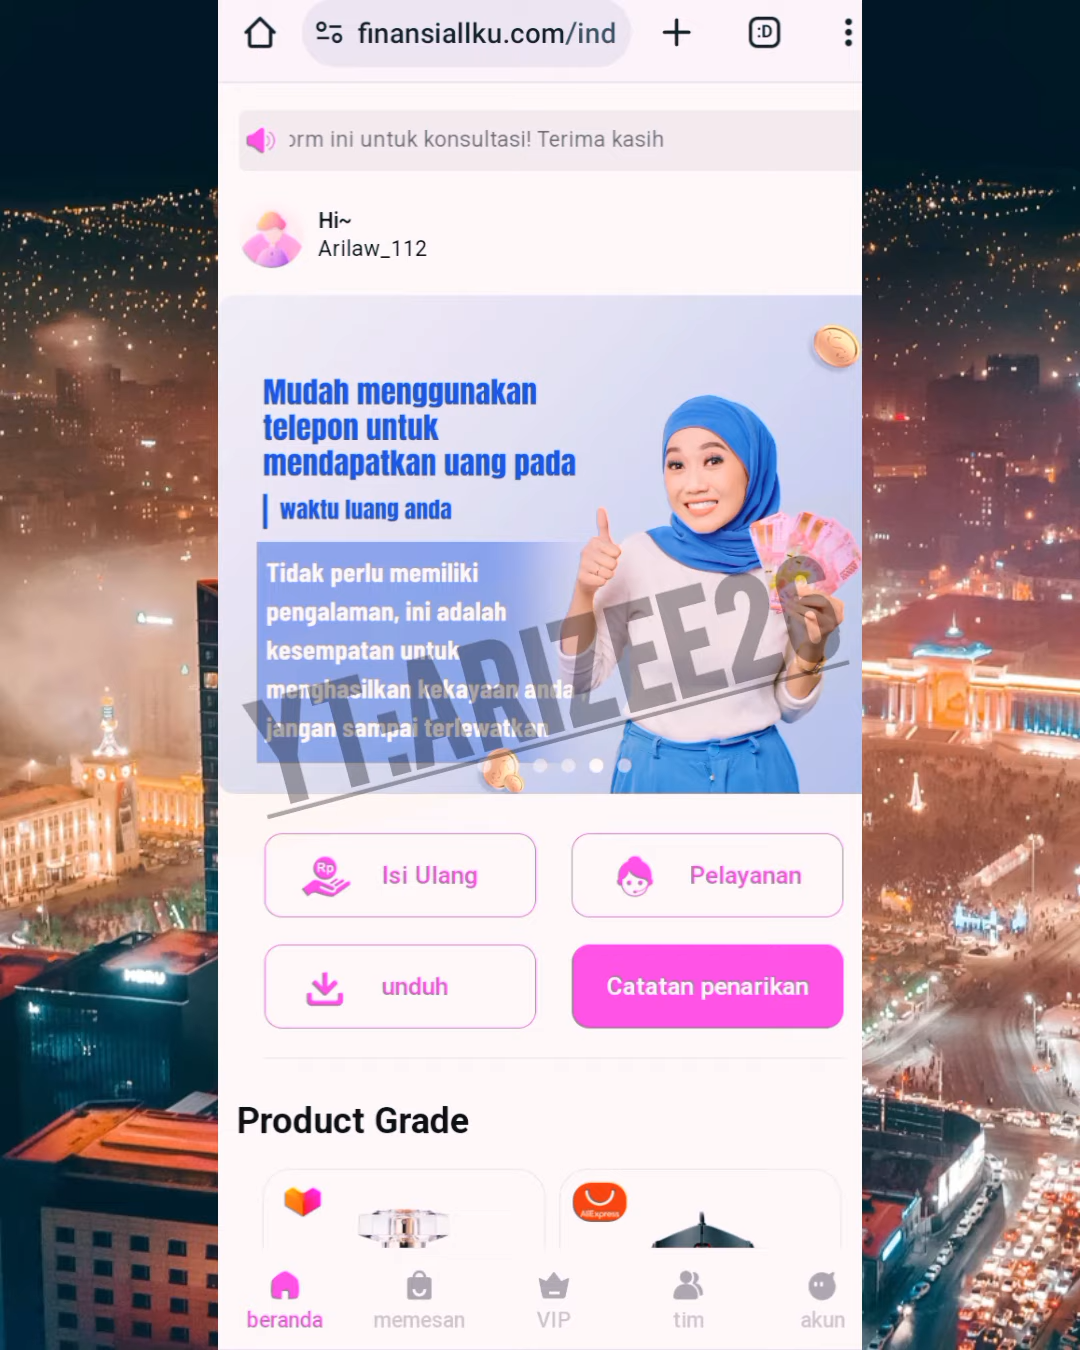 finansiallku.com/ind
:D
orm ini untuk konsultasi! Terima kasih
Hi~
Arilaw_112
Mudah menggunakan
telepon untuk
mendapatkan uang pada
waktu luang anda
Tidak perlu memiliki
pengalaman, ini adalah
kesempatan untuk
menghasilkan kekayaan anda
jangan sampai terlewatkan
YT:ARIZEE26
Rp
Isi Ulang
Pelayanan
unduh
Catatan penarikan
Product Grade
AliExpress
beranda
memesan
VIP
tim
akun